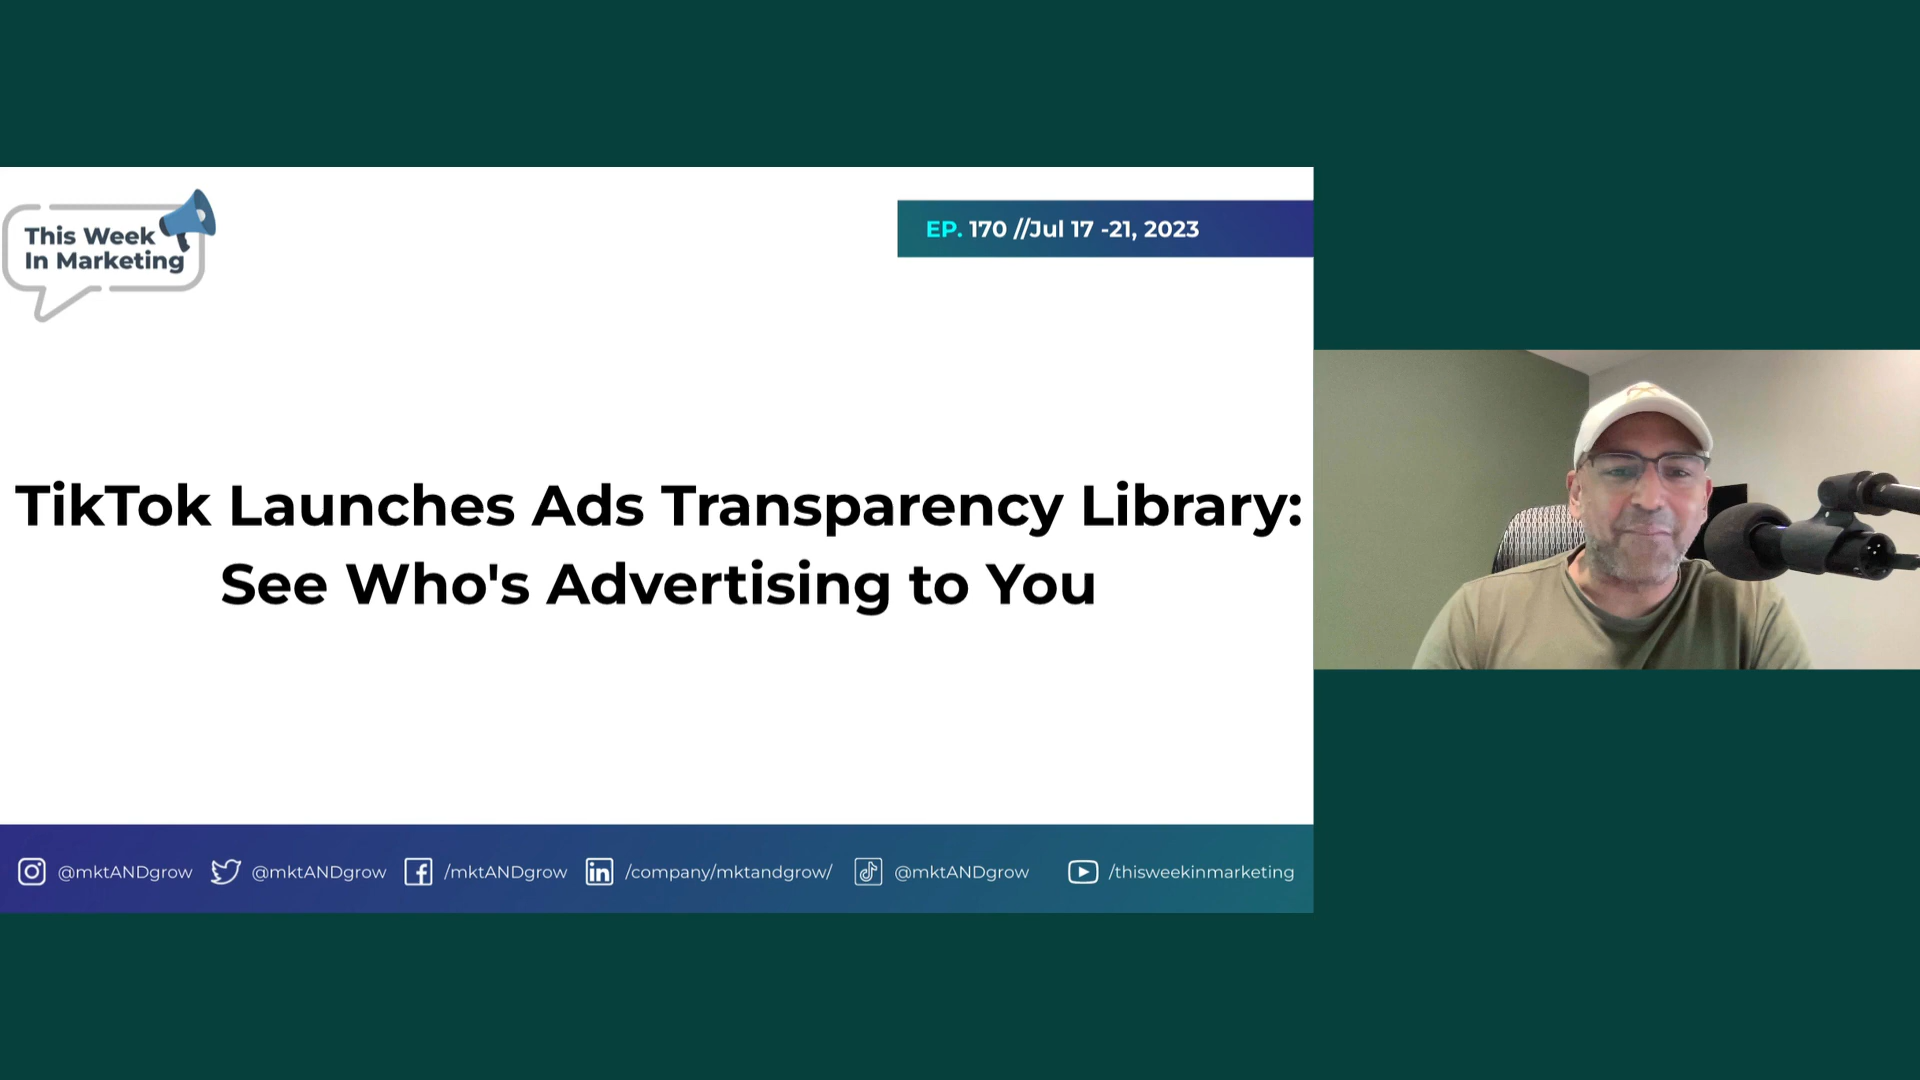 This Week
In Marketing
EP. 170 //Jul 17 -21, 2023
TikTok Launches Ads Transparency Library:
See Who's Advertising to You
@mktANDgrow @mktANDgrow /mktANDgrow /company/mktandgrow/ @mktANDgrow /thisweekinmarketing